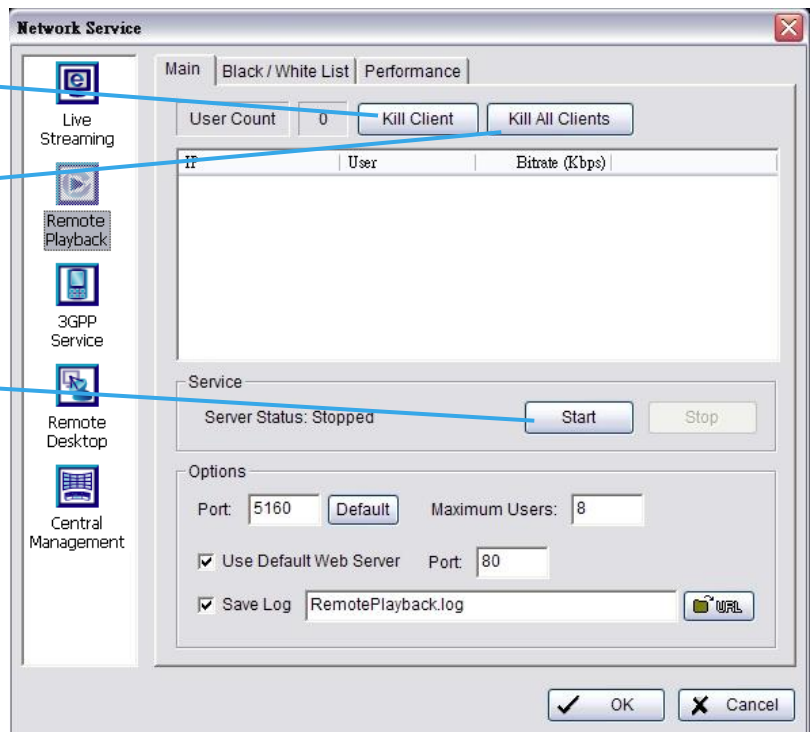 Network Service
Live
Streaming
Remote
Playback
3GPP
Service
Remote
Desktop
Central
Management
Main Black / White List Performance
User Count 0 Kill Client Kill All Clients
IP User Bitrate (Kbps)
Service
Server Status: Stopped Start Stop
Options
Port: 5160 Default Maximum Users: 8
Use Default Web Server Port: 80
Save Log RemotePlayback.log URL
OK Cancel